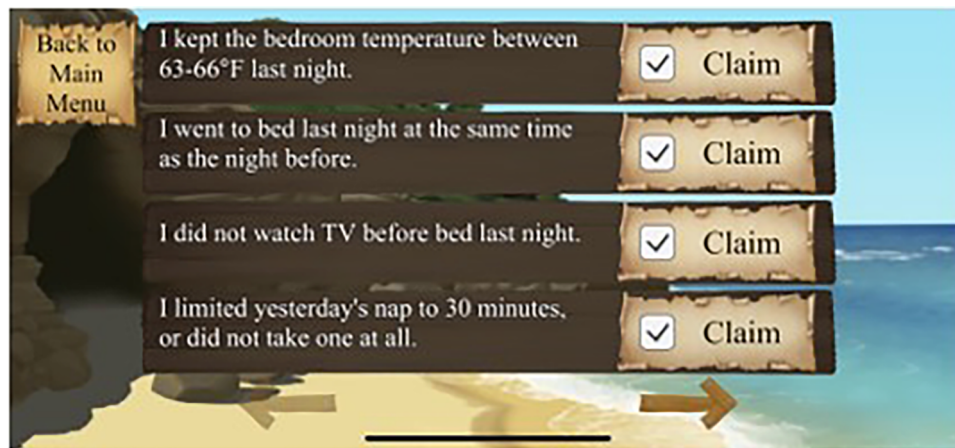 Back to
Main
Menu
I kept the bedroom temperature between
63-66°F last night.
Claim
I went to bed last night at the same time
as the night before.
Claim
I did not watch TV before bed last night.
Claim
I limited yesterday's nap to 30 minutes,
or did not take one at all.
Claim